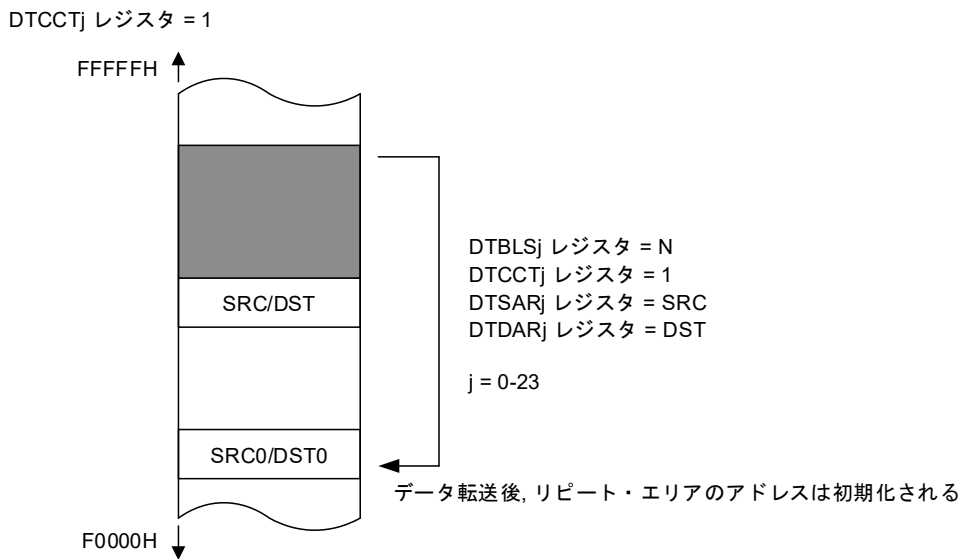 DTCCTj レジスタ = 1
FFFFFH
SRC/DST
DTBLSj レジスタ = N
DTCCTj レジスタ = 1
DTSARj レジスタ = SRC
DTDARj レジスタ = DST
j = 0-23
SRC0/DST0
データ転送後, リピート・エリアのアドレスは初期化される
F0000H